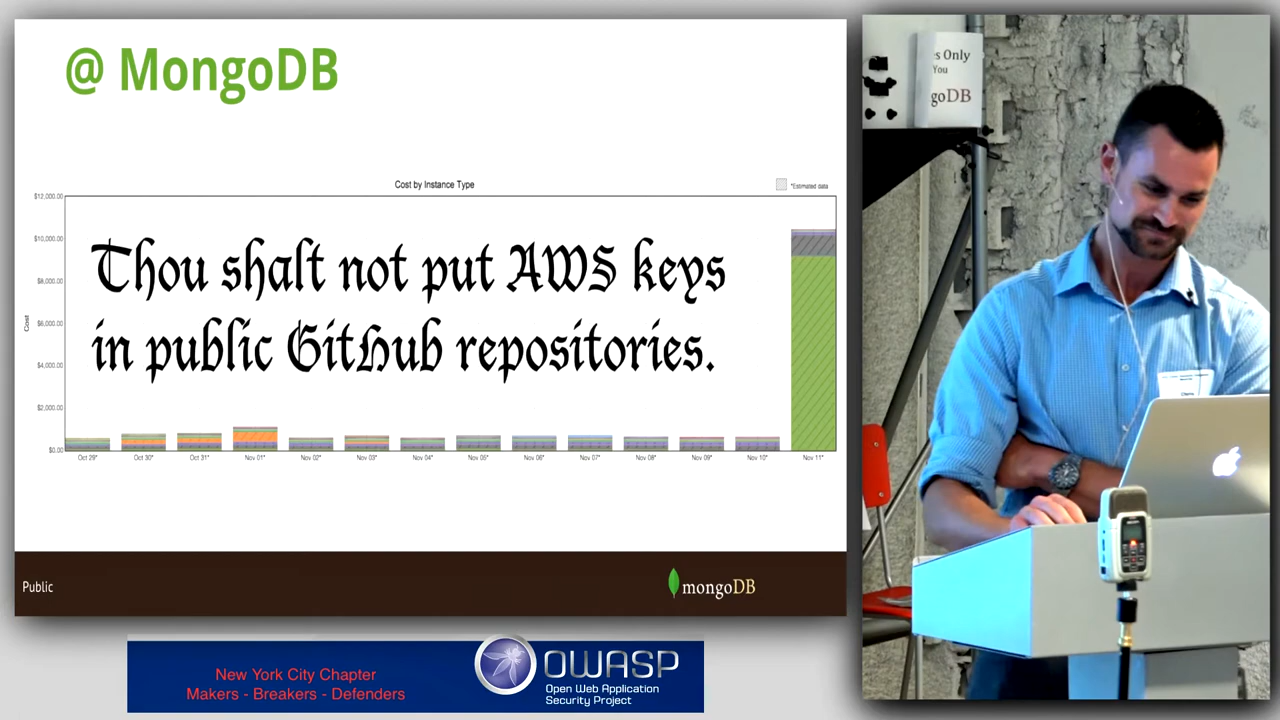 @ MongoDB
Cost by Instance Type
*Estimated data
$12,000.00
$10,000.00
$8,000.00
$6,000.00
$4,000.00
$2,000.00
$0.00
Cost
Thou shalt not put AWS keys
in public GitHub repositories.
Oct 29* Oct 30* Oct 31* Nov 01* Nov 02* Nov 03* Nov 04* Nov 05* Nov 06* Nov 07* Nov 08* Nov 09* Nov 10* Nov 11*
Public
mongoDB
New York City Chapter
Makers - Breakers - Defenders
OWASP
Open Web Application
Security Project
s Only
You
goDB